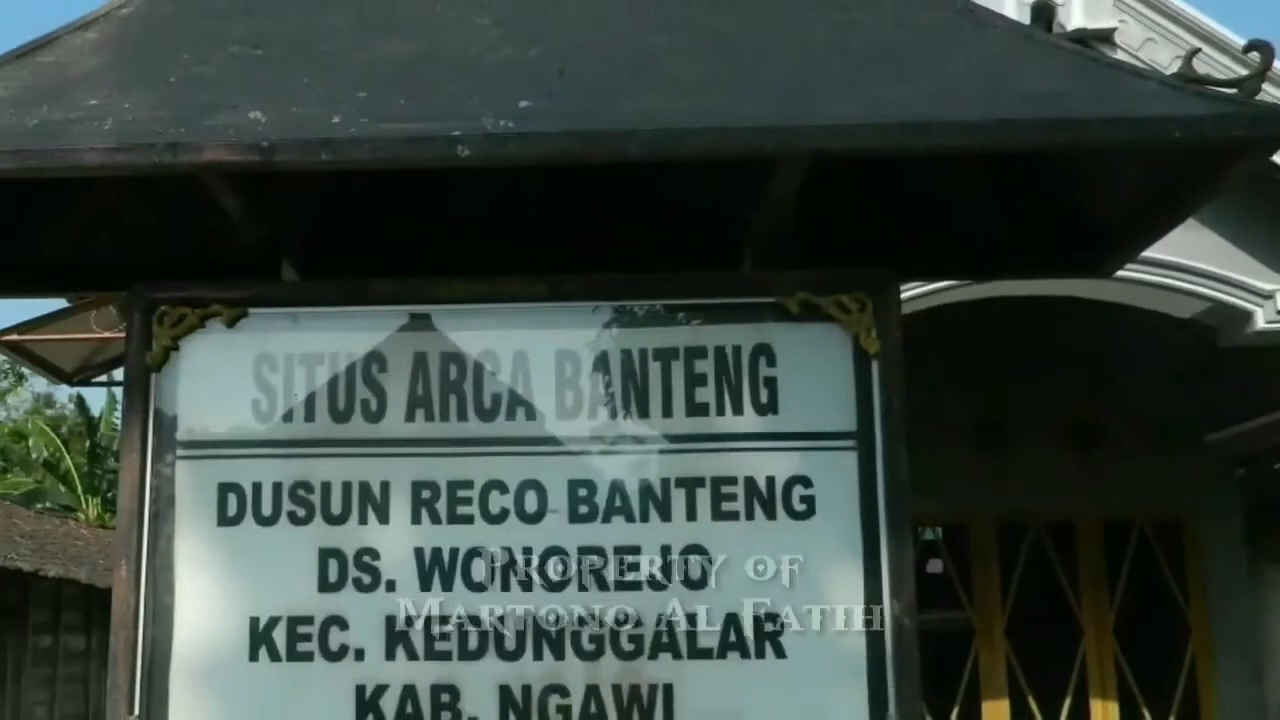 SITUS ARCA BANTENG
DUSUN RECO BANTENG
DS. WONOREJO
KEC. KEDUNGGALAR
KAB. NGAWI
PROPERTY OF
MARTONO AL FATIH